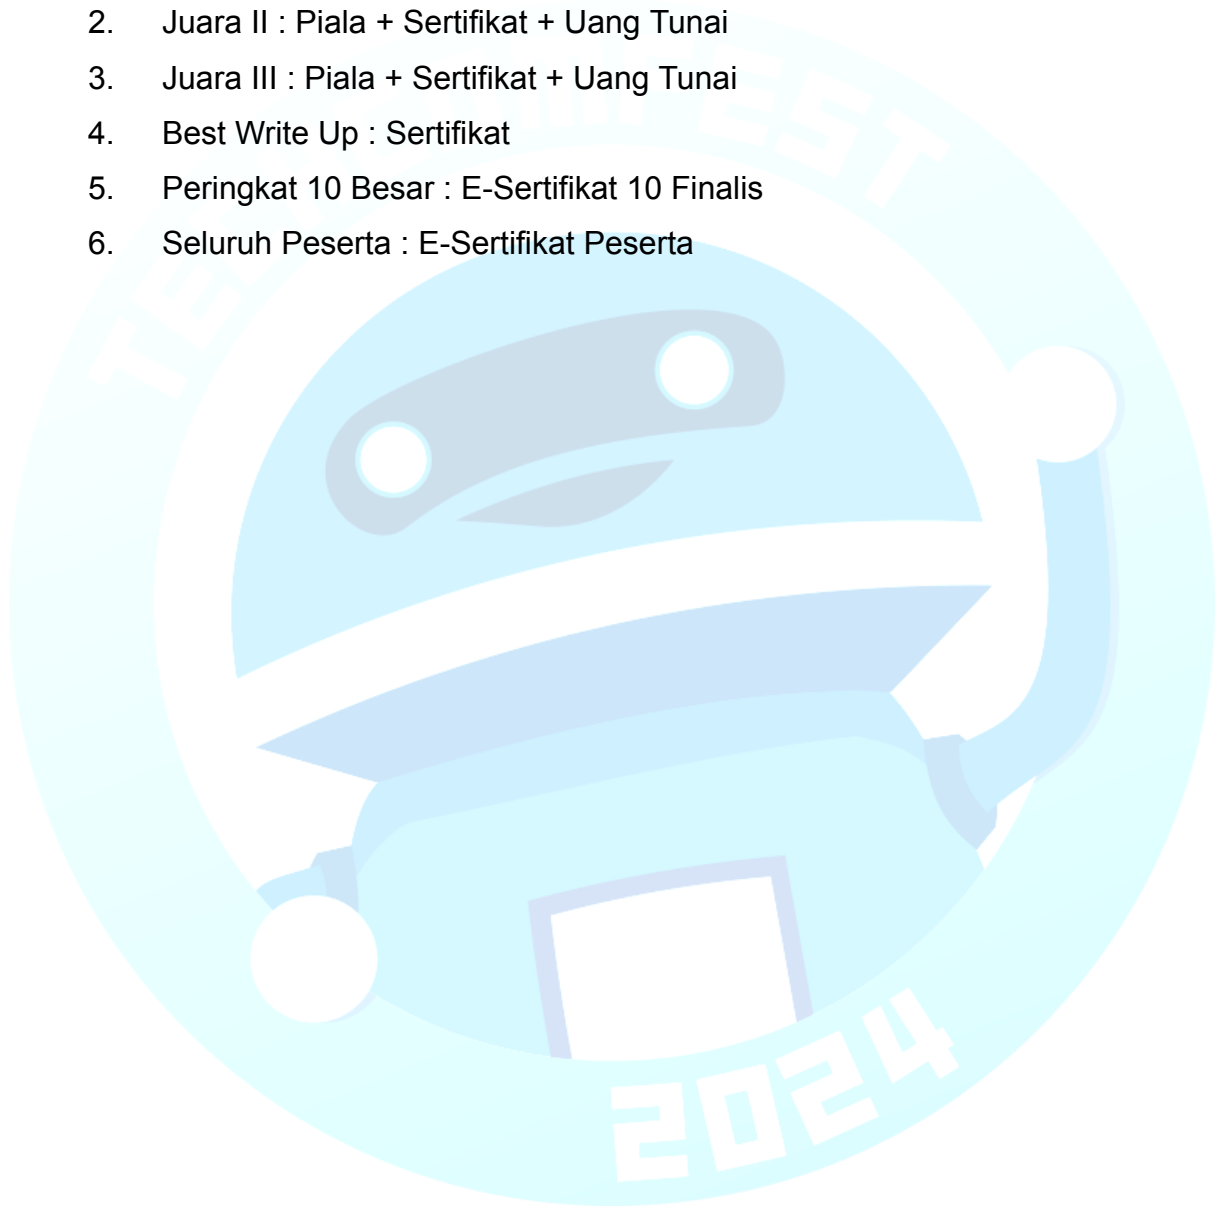 2. Juara II : Piala + Sertifikat + Uang Tunai
3. Juara III : Piala + Sertifikat + Uang Tunai
4. Best Write Up : Sertifikat
5. Peringkat 10 Besar : E-Sertifikat 10 Finalis
6. Seluruh Peserta : E-Sertifikat Peserta
2024